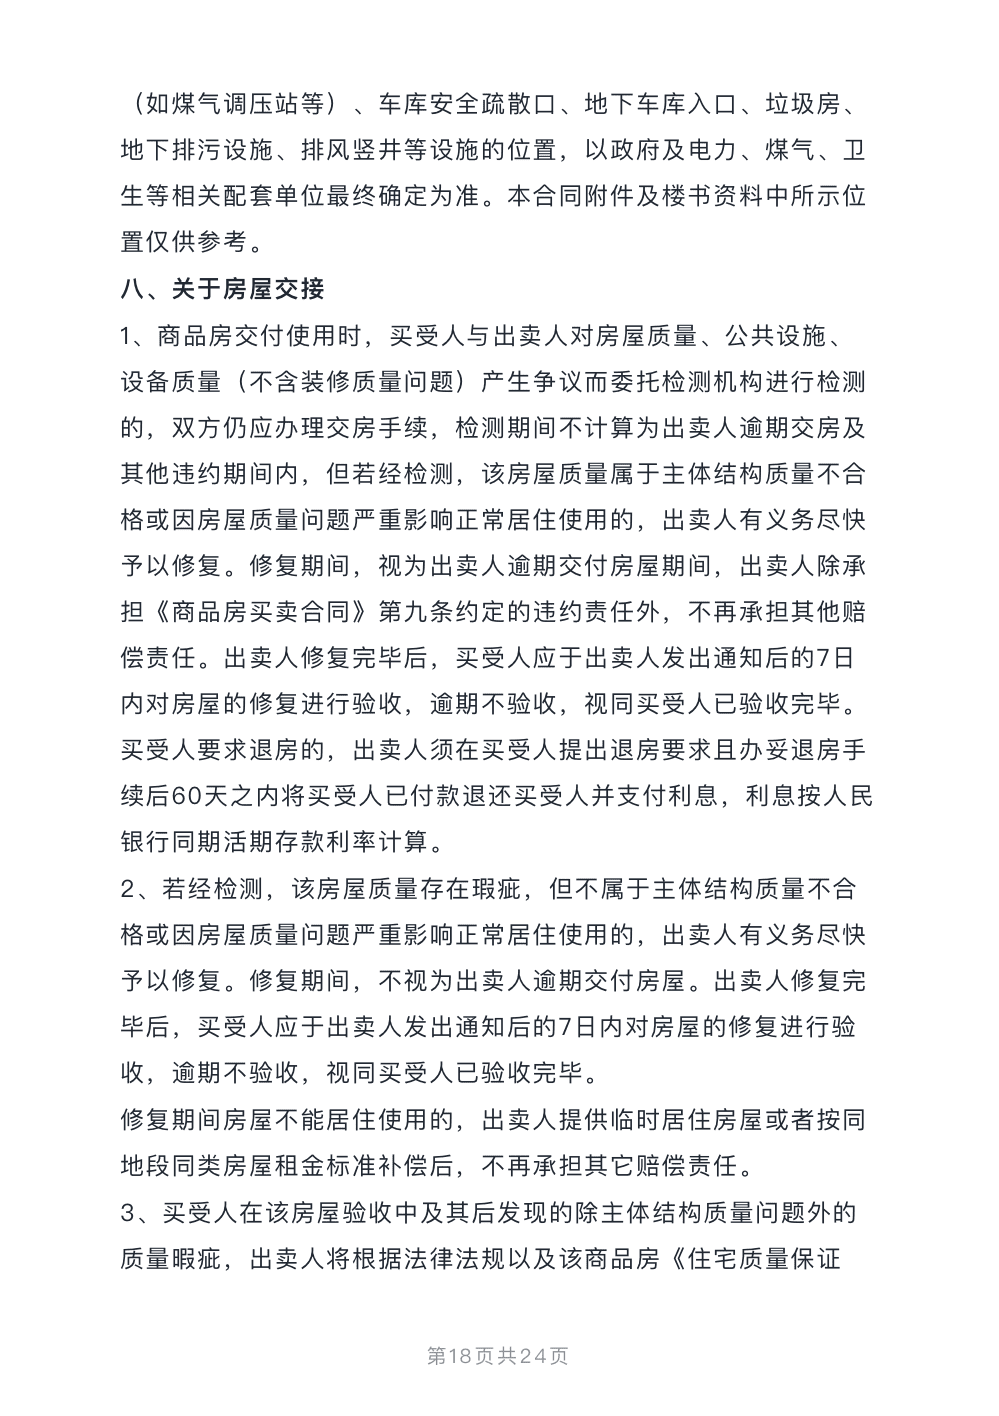 （如煤气调压站等）、车库安全疏散口、地下车库入口、垃圾房、
地下排污设施、排风竖井等设施的位置，以政府及电力、煤气、卫
生等相关配套单位最终确定为准。本合同附件及楼书资料中所示位
置仅供参考。
八、关于房屋交接
1、商品房交付使用时，买受人与出卖人对房屋质量、公共设施、
设备质量（不含装修质量问题）产生争议而委托检测机构进行检测
的，双方仍应办理交房手续，检测期间不计算为出卖人逾期交房及
其他违约期间内，但若经检测，该房屋质量属于主体结构质量不合
格或因房屋质量问题严重影响正常居住使用的，出卖人有义务尽快
予以修复。修复期间，视为出卖人逾期交付房屋期间，出卖人除承
担《商品房买卖合同》第九条约定的违约责任外，不再承担其他赔
偿责任。出卖人修复完毕后，买受人应于出卖人发出通知后的7日
内对房屋的修复进行验收，逾期不验收，视同买受人已验收完毕。
买受人要求退房的，出卖人须在买受人提出退房要求且办妥退房手
续后60天之内将买受人已付款退还买受人并支付利息，利息按人民
银行同期活期存款利率计算。
2、若经检测，该房屋质量存在瑕疵，但不属于主体结构质量不合
格或因房屋质量问题严重影响正常居住使用的，出卖人有义务尽快
予以修复。修复期间，不视为出卖人逾期交付房屋。出卖人修复完
毕后，买受人应于出卖人发出通知后的7日内对房屋的修复进行验
收，逾期不验收，视同买受人已验收完毕。
修复期间房屋不能居住使用的，出卖人提供临时居住房屋或者按同
地段同类房屋租金标准补偿后，不再承担其它赔偿责任。
3、买受人在该房屋验收中及其后发现的除主体结构质量问题外的
质量暇疵，出卖人将根据法律法规以及该商品房《住宅质量保证
第18页共24页